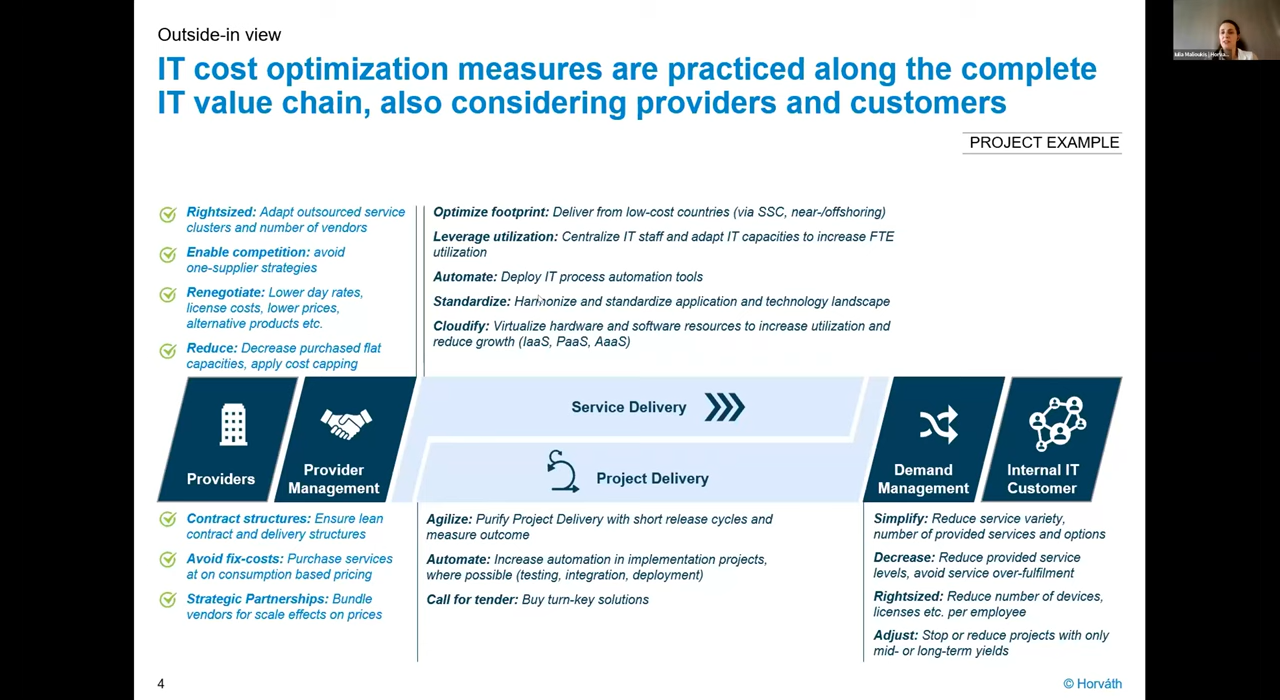 Outside-in view
IT cost optimization measures are practiced along the complete
IT value chain, also considering providers and customers
PROJECT EXAMPLE
Rightsized: Adapt outsourced service
clusters and number of vendors
Enable competition: avoid
one-supplier strategies
Renegotiate: Lower day rates,
license costs, lower prices,
alternative products etc.
Reduce: Decrease purchased flat
capacities, apply cost capping
Optimize footprint: Deliver from low-cost countries (via SSC, near-/offshoring)
Leverage utilization: Centralize IT staff and adapt IT capacities to increase FTE
utilization
Automate: Deploy IT process automation tools
Standardize: Harmonize and standardize application and technology landscape
Cloudify: Virtualize hardware and software resources to increase utilization and
reduce growth (IaaS, PaaS, AaaS)
Providers
Provider
Management
Service Delivery
Project Delivery
Demand
Management
Internal IT
Customer
Contract structures: Ensure lean
contract and delivery structures
Avoid fix-costs: Purchase services
at on consumption based pricing
Strategic Partnerships: Bundle
vendors for scale effects on prices
Agilize: Purify Project Delivery with short release cycles and
measure outcome
Automate: Increase automation in implementation projects,
where possible (testing, integration, deployment)
Call for tender: Buy turn-key solutions
Simplify: Reduce service variety,
number of provided services and options
Decrease: Reduce provided service
levels, avoid service over-fulfilment
Rightsized: Reduce number of devices,
licenses etc. per employee
Adjust: Stop or reduce projects with only
mid- or long-term yields
4
© Horváth